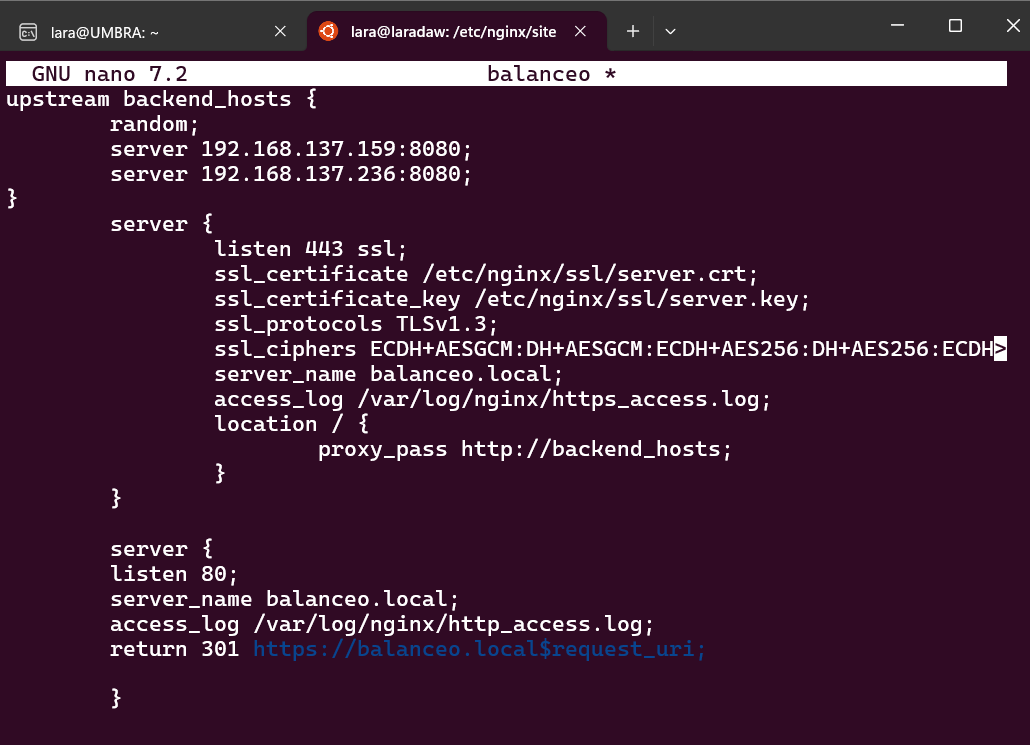 lara@UMBRA: ~
lara@laradaw: /etc/nginx/site
GNU nano 7.2 balanceo *
upstream backend_hosts {
random;
server 192.168.137.159:8080;
server 192.168.137.236:8080;
}
server {
listen 443 ssl;
ssl_certificate /etc/nginx/ssl/server.crt;
ssl_certificate_key /etc/nginx/ssl/server.key;
ssl_protocols TLSv1.3;
ssl_ciphers ECDH+AESGCM:DH+AESGCM:ECDH+AES256:DH+AES256:ECDH>
server_name balanceo.local;
access_log /var/log/nginx/https_access.log;
location / {
proxy_pass http://backend_hosts;
}
}
server {
listen 80;
server_name balanceo.local;
access_log /var/log/nginx/http_access.log;
return 301 https://balanceo.local$request_uri;
}